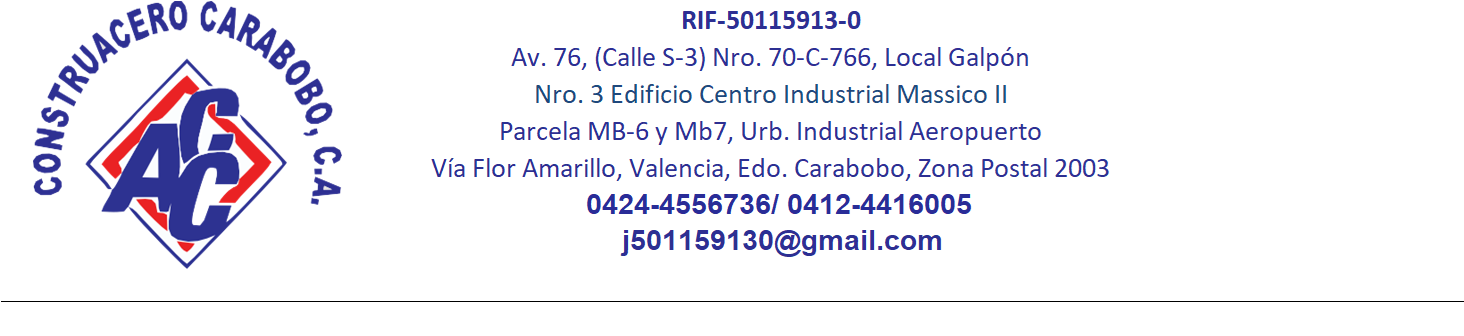 CONSTRUACERO CARABOBO, C.A.
ACC
RIF-50115913-0
Av. 76, (Calle S-3) Nro. 70-C-766, Local Galpón
Nro. 3 Edificio Centro Industrial Massico II
Parcela MB-6 y Mb7, Urb. Industrial Aeropuerto
Vía Flor Amarillo, Valencia, Edo. Carabobo, Zona Postal 2003
0424-4556736/ 0412-4416005
j501159130@gmail.com